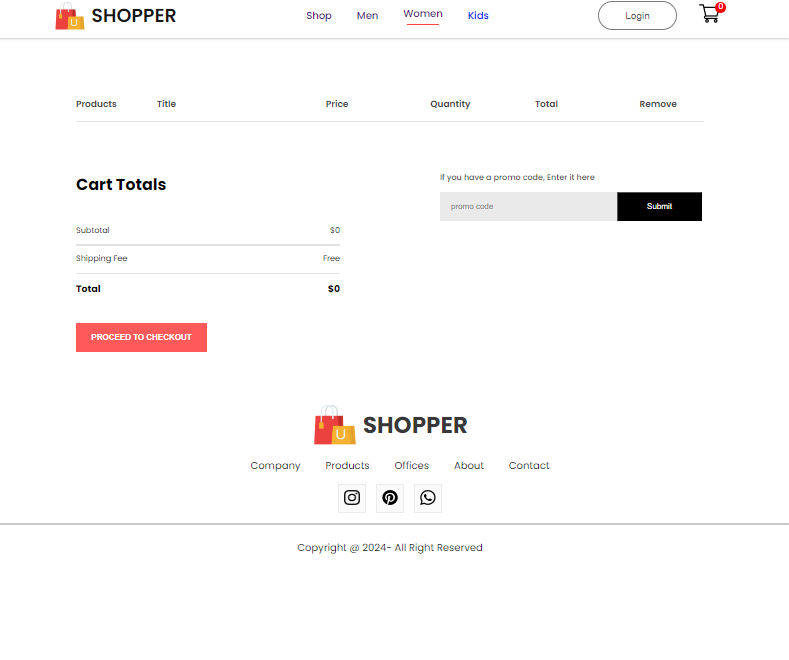 SHOPPER
Shop Men Women Kids
Login
0
Products Title Price Quantity Total Remove
Cart Totals
Subtotal $0
Shipping Fee Free
Total $0
PROCEED TO CHECKOUT
If you have a promo code, Enter it here
promo code
Submit
U SHOPPER
Company Products Offices About Contact
Copyright @ 2024- All Right Reserved